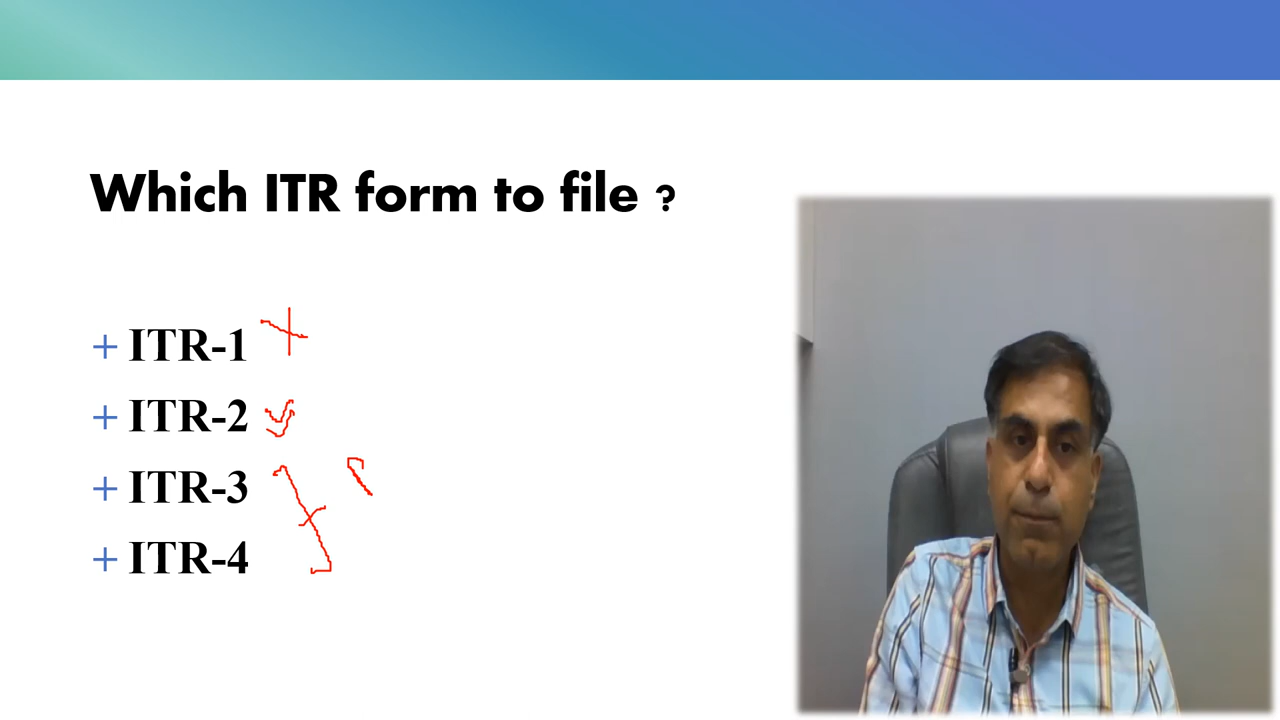 Which ITR form to file ?
+ ITR-1
+ ITR-2
+ ITR-3
+ ITR-4